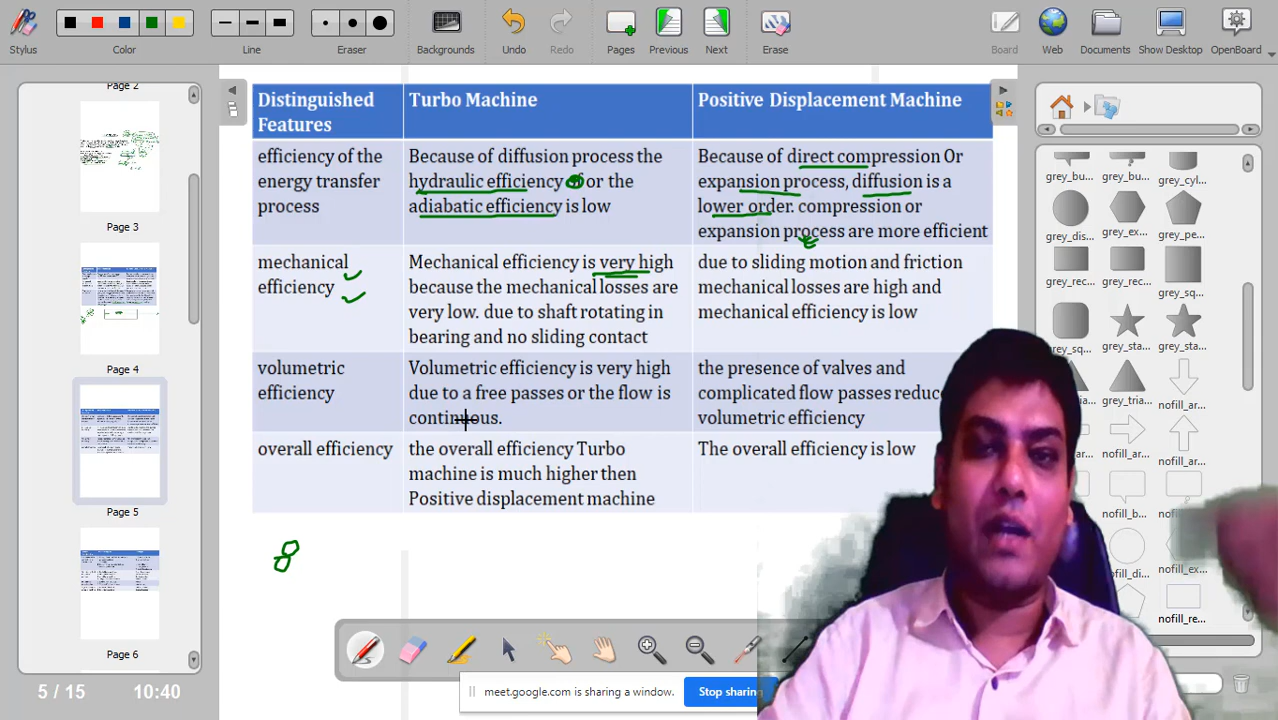 Stylus
Color
Line
Eraser
Backgrounds
Undo
Redo
Pages
Previous
Next
Erase
Board
Web
Documents
Show Desktop
OpenBoard
Page 2
Page 3
Page 4
Page 5
Page 6
5 / 15
10:40
Distinguished
Features
Turbo Machine
Positive Displacement Machine
efficiency of the
energy transfer
process
Because of diffusion process the
hydraulic efficiency or the
adiabatic efficiency is low
Because of direct compression Or
expansion process, diffusion is a
lower order. compression or
expansion process are more efficient
mechanical
efficiency
Mechanical efficiency is very high
because the mechanical losses are
very low. due to shaft rotating in
bearing and no sliding contact
due to sliding motion and friction
mechanical losses are high and
mechanical efficiency is low
volumetric
efficiency
Volumetric efficiency is very high
due to a free passes or the flow is
continuous.
the presence of valves and
complicated flow passes reduce
volumetric efficiency
overall efficiency
the overall efficiency Turbo
machine is much higher then
Positive displacement machine
The overall efficiency is low
8
meet.google.com is sharing a window.
Stop sharing
grey_bu...
grey_bu...
grey_cyl...
grey_dis...
grey_ex...
grey_pe...
grey_pe...
grey_rec...
grey_rec...
grey_sq...
grey_sta...
grey_sta...
grey_tria...
nofill_b...
nofill_di...
nofill_ex...
nofill_re...